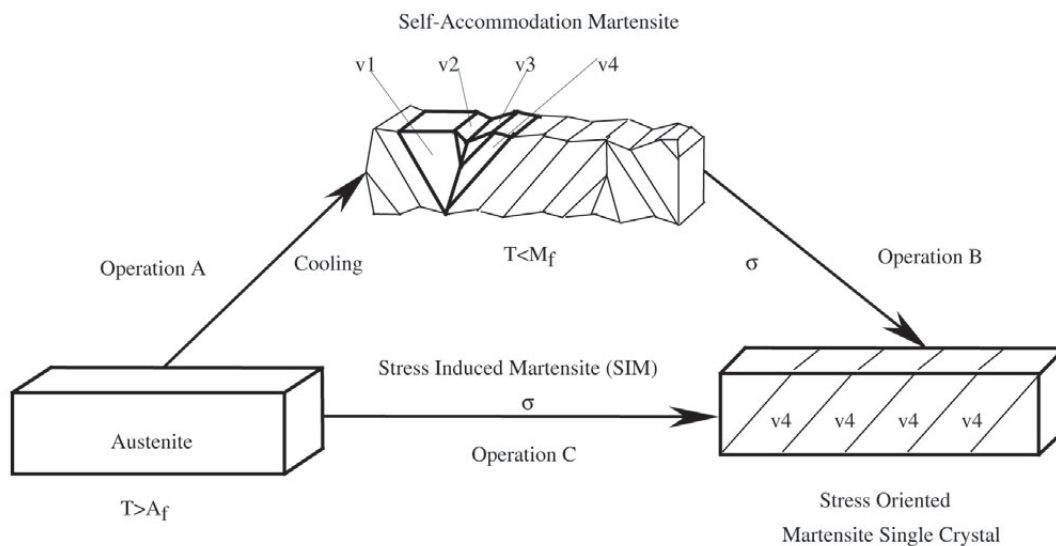 Self-Accommodation Martensite
v1 v2 v3 v4
T<Mf
Operation A
Cooling
σ
Operation B
Stress Induced Martensite (SIM)
σ
Operation C
Austenite
T>Af
v4 v4 v4 v4
Stress Oriented
Martensite Single Crystal